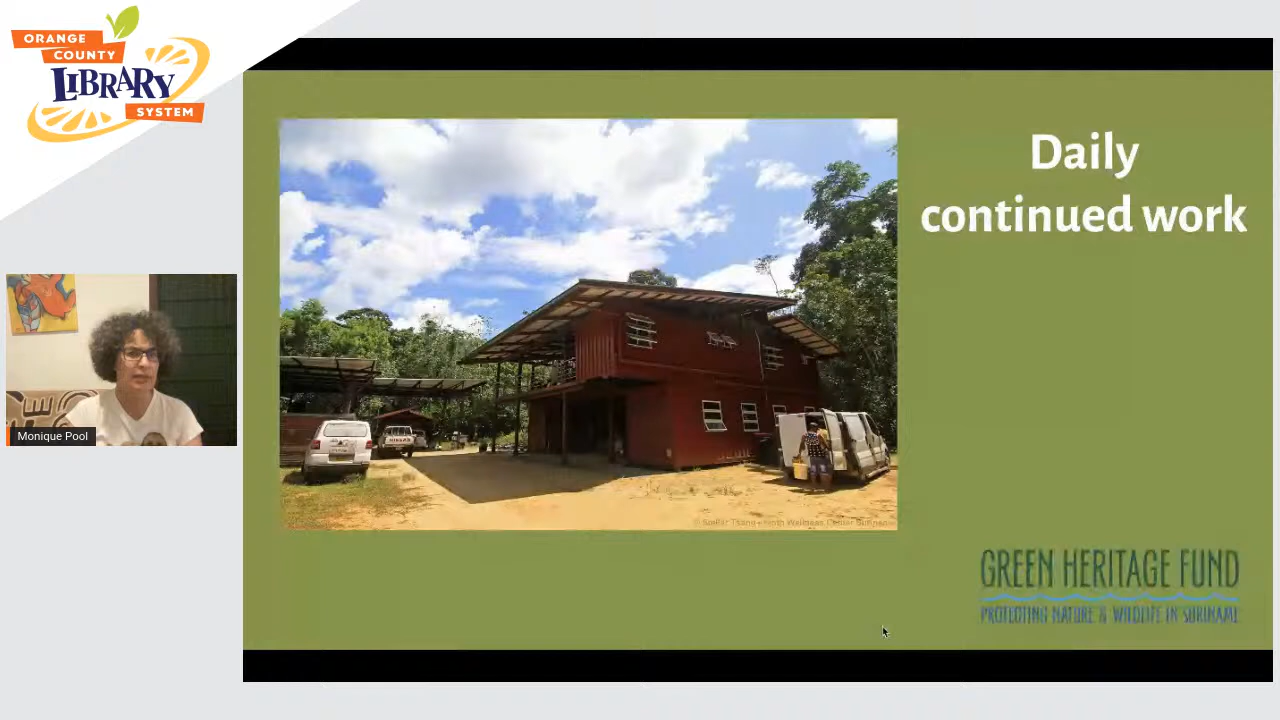 ORANGE
COUNTY
LIBRARY
SYSTEM
Daily
continued work
Monique Pool
GREEN HERITAGE FUND
PROTECTING NATURE & WILDLIFE IN SURINAME